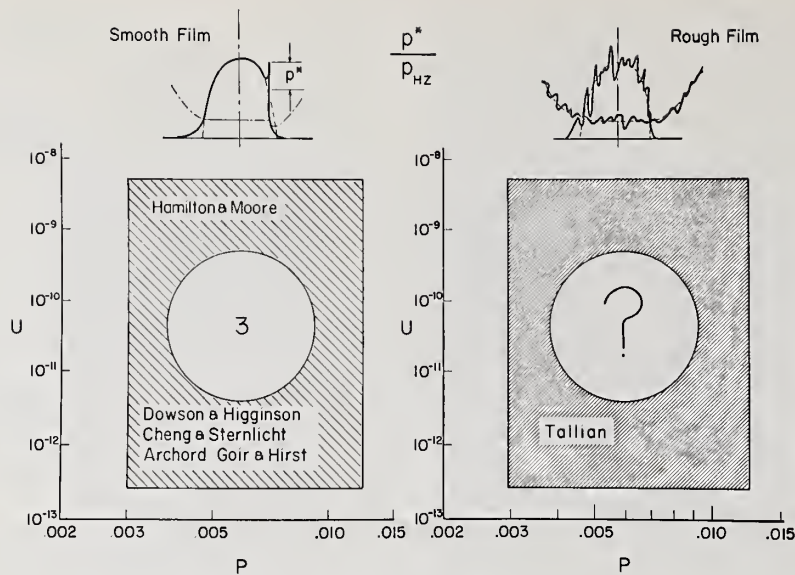 Smooth Film
p*
p*
p_HZ
Rough Film
10^-8
10^-9
10^-10
U
10^-11
10^-12
10^-13
Hamilton & Moore
3
Dowson & Higginson
Cheng & Sternlicht
Archord Goir & Hirst
.002
.003
.005
.010
.015
P
10^-8
10^-9
10^-10
U
10^-11
10^-12
10^-13
?
Tallian
.002
.003
.005
.010
.015
P